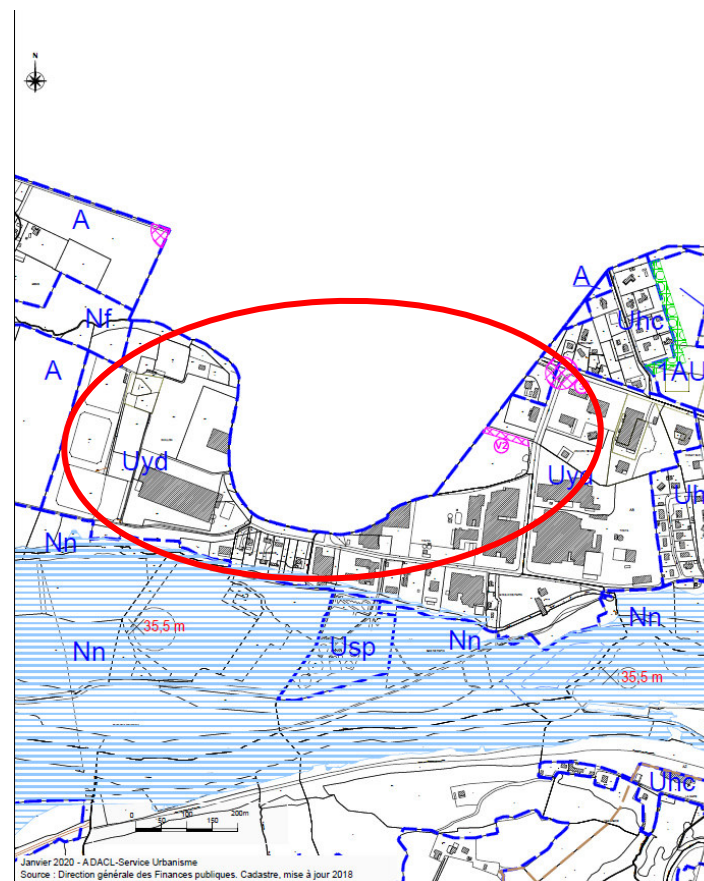 N
A
A
Uhc
Nf
A
1AU
V2
Uyd
Uyd
Uh
Nn
35,5 m
Nn
Nn
Usp
Nn
35,5 m
Uhc
0 50 100 150 200m
Janvier 2020 - ADACL-Service Urbanisme
Source : Direction générale des Finances publiques. Cadastre, mise à jour 2018